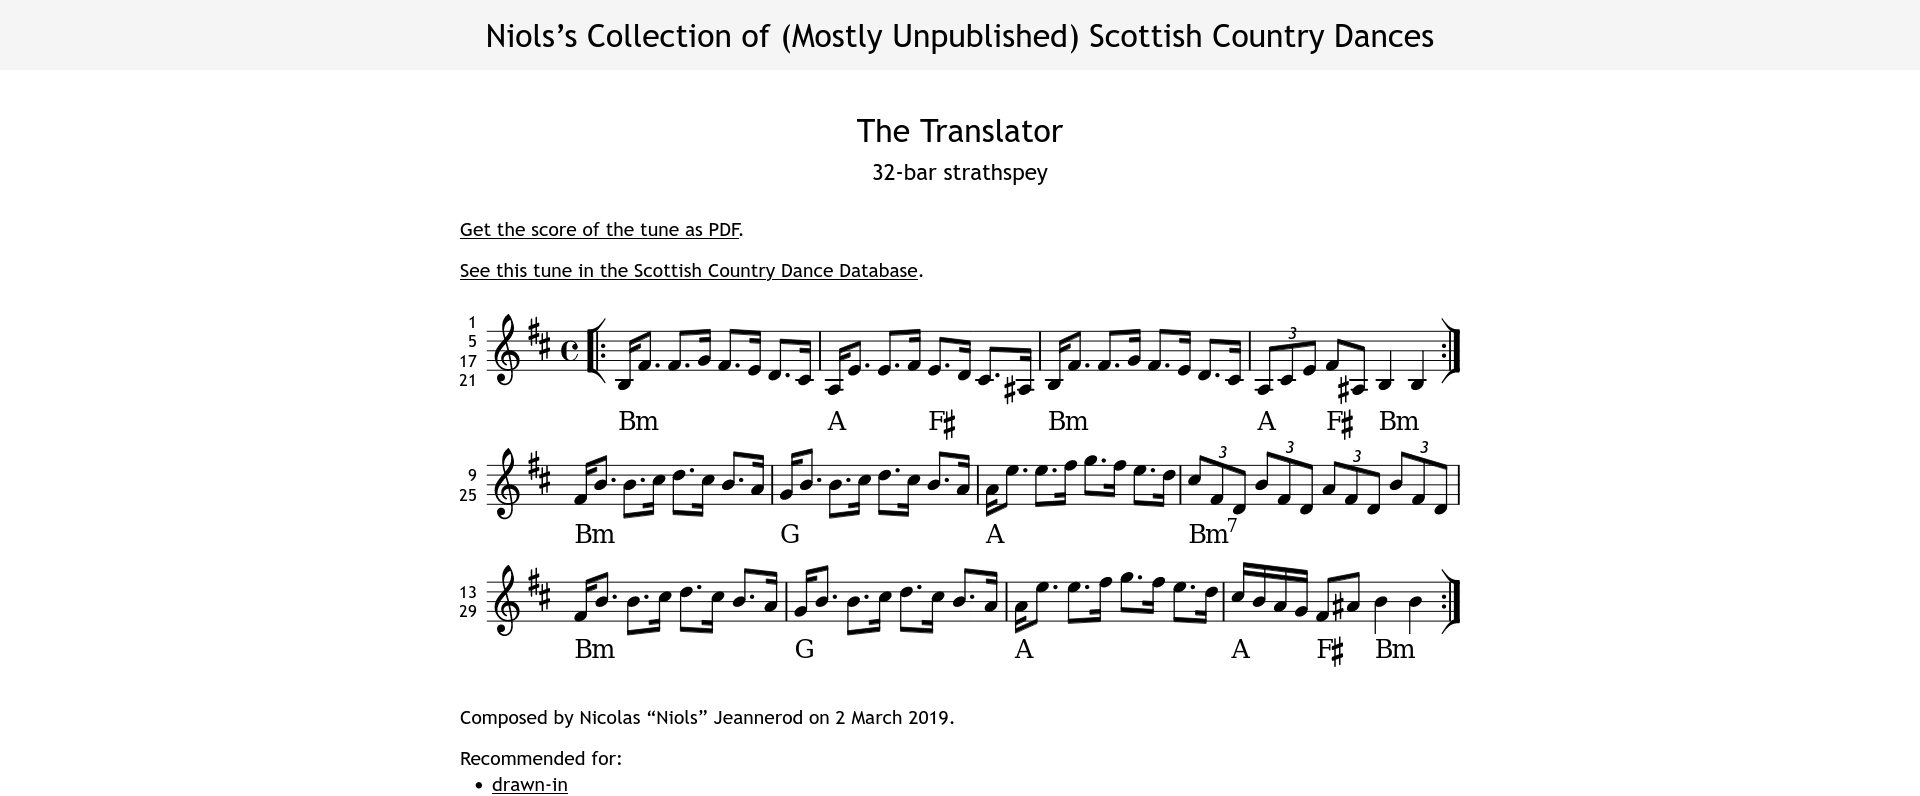 Niols’s Collection of (Mostly Unpublished) Scottish Country Dances
The Translator
32-bar strathspey
Get the score of the tune as PDF.
See this tune in the Scottish Country Dance Database.
1
5
17
21
3
Bm A F♯ Bm A F♯ Bm
9
25
3 3 3 3
Bm G A Bm7
13
29
Bm G A A F♯ Bm
Composed by Nicolas “Niols” Jeannerod on 2 March 2019.
Recommended for:
• drawn-in